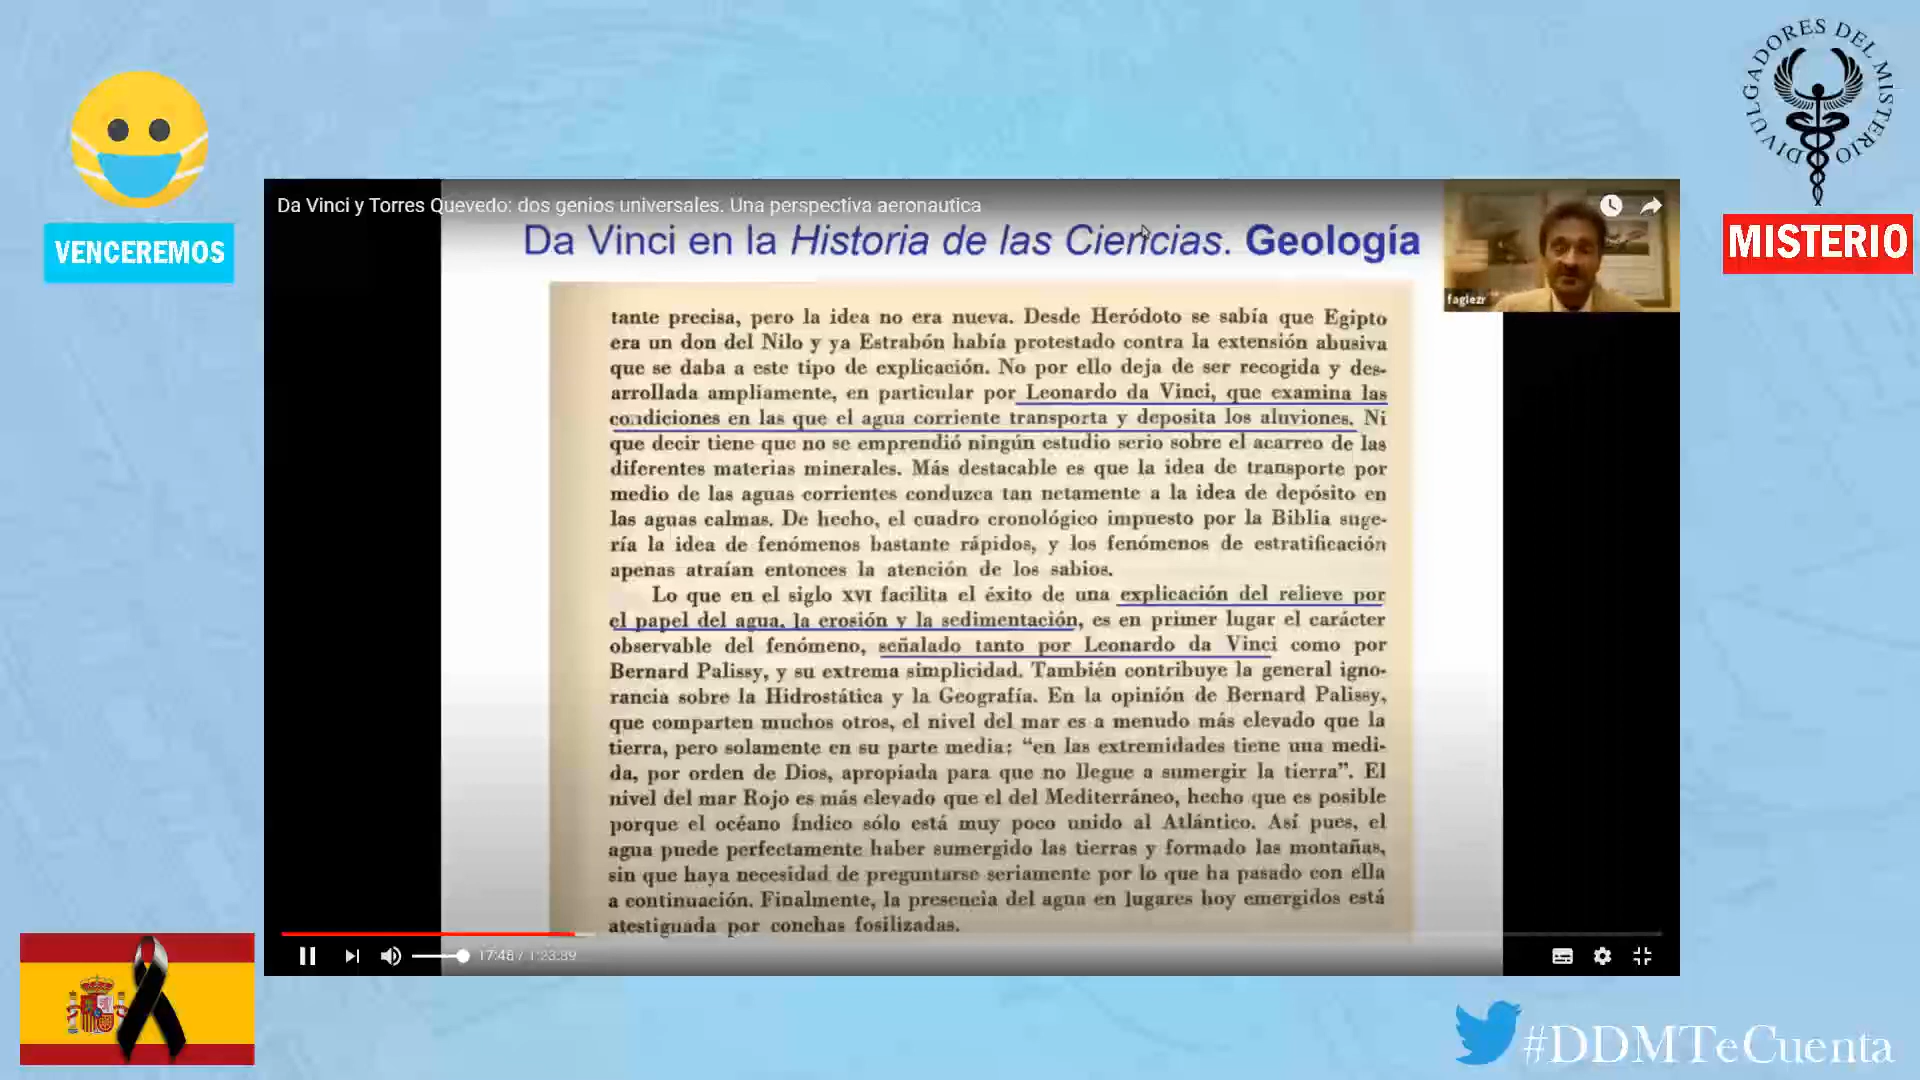 DIVULGADORES DEL MISTERIO
VENCEREMOS
MISTERIO
Da Vinci y Torres Quevedo: dos genios universales. Una perspectiva aeronautica
Da Vinci en la Historia de las Ciencias. Geología
faglezr
tante precisa, pero la idea no era nueva. Desde Heródoto se sabía que Egipto
era un don del Nilo y ya Estrabón había protestado contra la extensión abusiva
que se daba a este tipo de explicación. No por ello deja de ser recogida y des-
arrollada ampliamente, en particular por Leonardo da Vinci, que examina las
condiciones en las que el agua corriente transporta y deposita los aluviones. Ni
que decir tiene que no se emprendió ningún estudio serio sobre el acarreo de las
diferentes materias minerales. Más destacable es que la idea de transporte por
medio de las aguas corrientes conduzca tan netamente a la idea de depósito en
las aguas calmas. De hecho, el cuadro cronológico impuesto por la Biblia suge-
ría la idea de fenómenos bastante rápidos, y los fenómenos de estratificación
apenas atraían entonces la atención de los sabios.
Lo que en el siglo XVI facilita el éxito de una explicación del relieve por
el papel del agua, la erosión y la sedimentación, es en primer lugar el carácter
observable del fenómeno, señalado tanto por Leonardo da Vinci como por
Bernard Palissy, y su extrema simplicidad. También contribuye la general igno-
rancia sobre la Hidrostática y la Geografía. En la opinión de Bernard Palissy,
que comparten muchos otros, el nivel del mar es a menudo más elevado que la
tierra, pero solamente en su parte media: “en las extremidades tiene una medi-
da, por orden de Dios, apropiada para que no llegue a sumergir la tierra”. El
nivel del mar Rojo es más elevado que el del Mediterráneo, hecho que es posible
porque el océano Índico sólo está muy poco unido al Atlántico. Así pues, el
agua puede perfectamente haber sumergido las tierras y formado las montañas,
sin que haya necesidad de preguntarse seriamente por lo que ha pasado con ella
a continuación. Finalmente, la presencia del agua en lugares hoy emergidos está
atestiguada por conchas fosilizadas.
17:46 / 1:23:39
#DDMTeCuenta